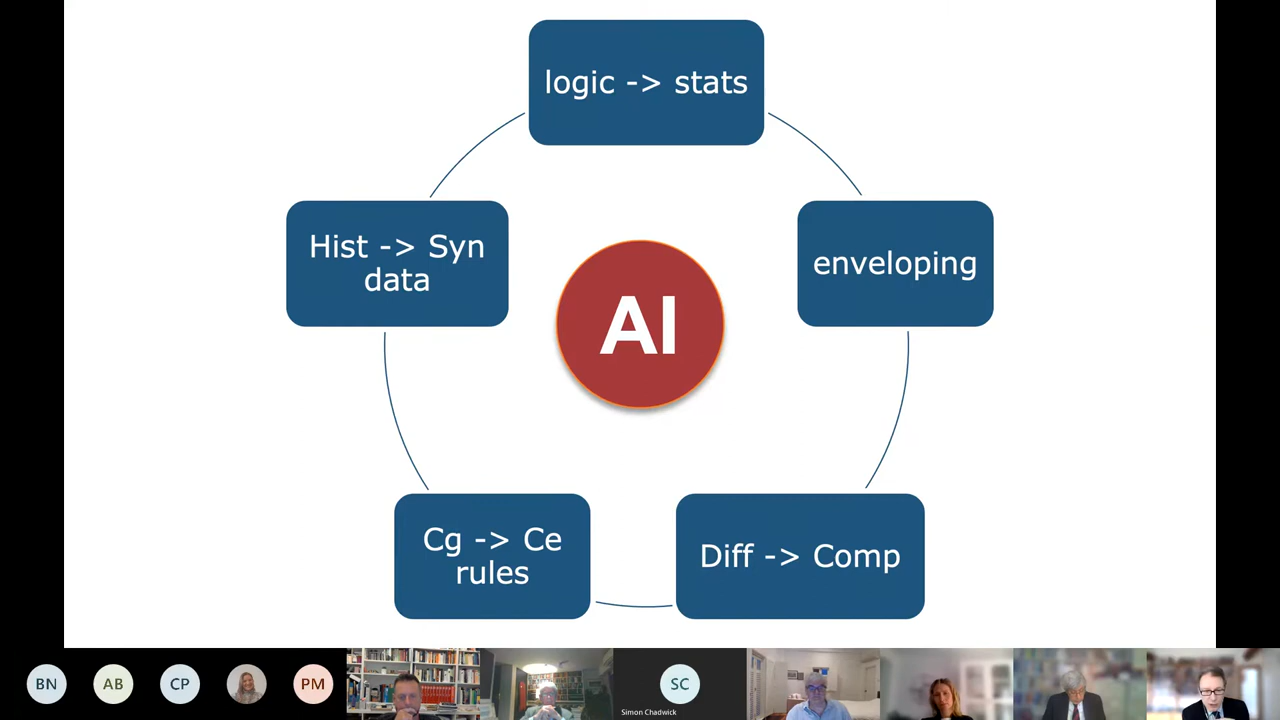 logic -> stats
Hist -> Syn
data
enveloping
AI
Cg -> Ce
rules
Diff -> Comp
BN
AB
CP
PM
SC
Simon Chadwick